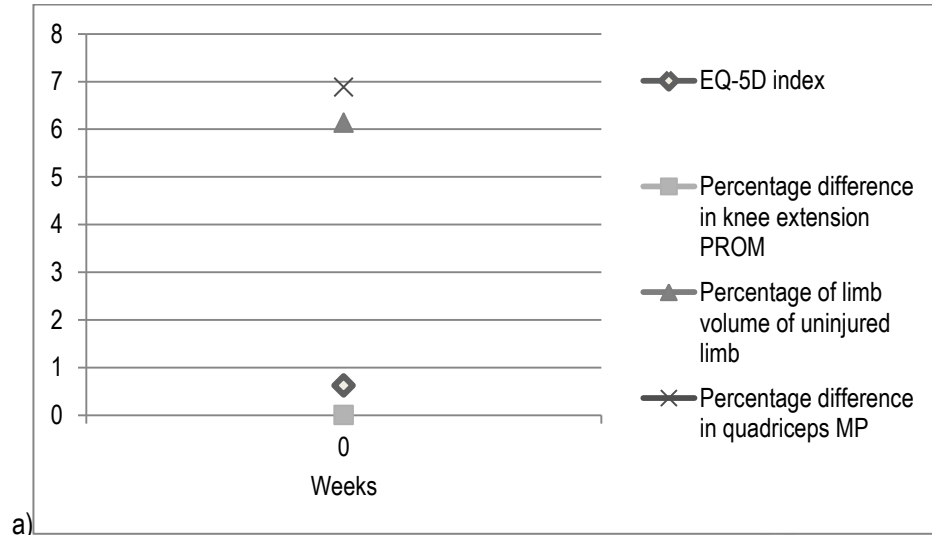 8
7
6
5
4
3
2
1
0
0
Weeks
EQ-5D index
Percentage difference
in knee extension
PROM
Percentage of limb
volume of uninjured
limb
Percentage difference
in quadriceps MP
a)